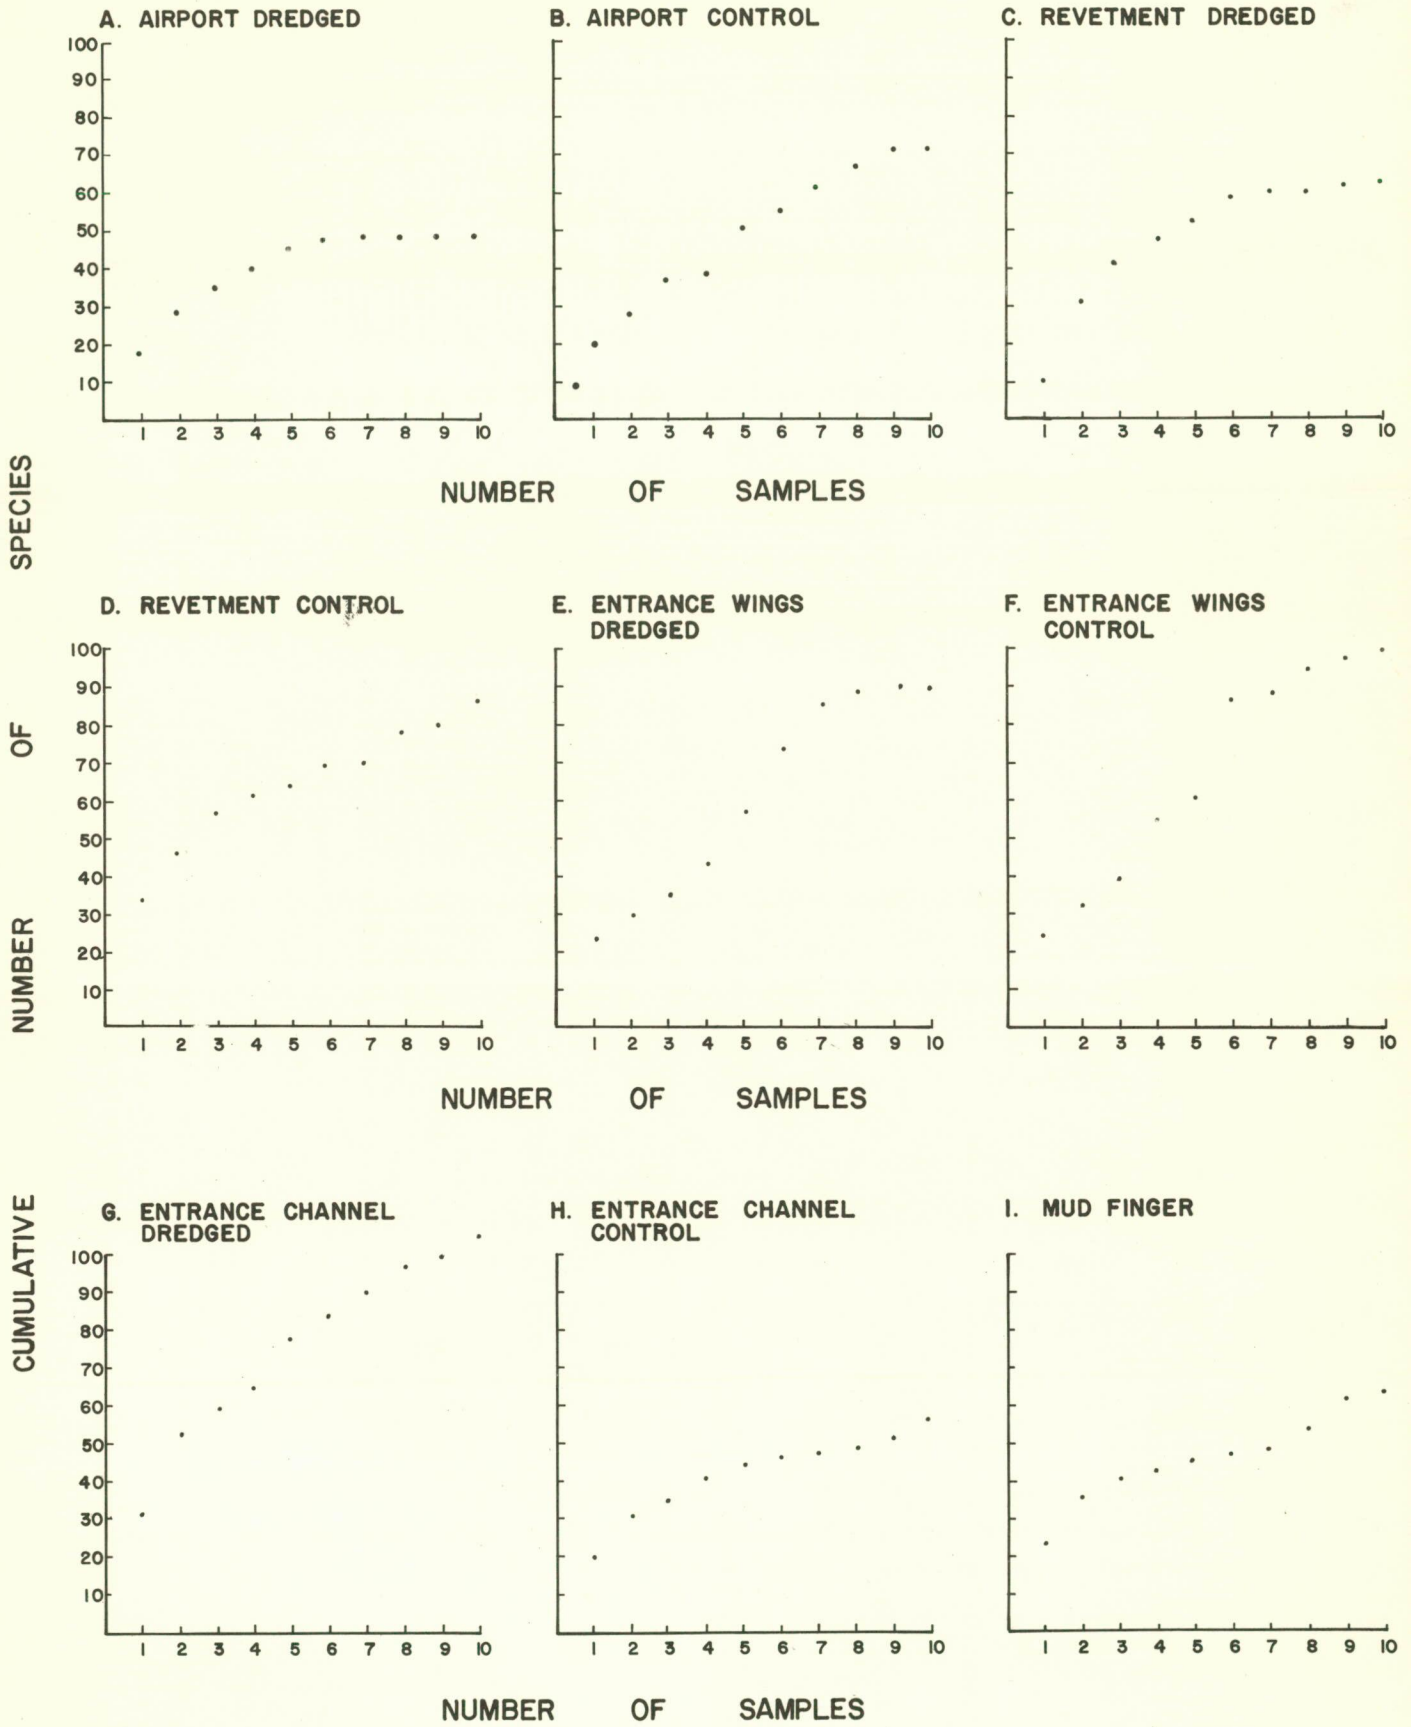 A. AIRPORT DREDGED
B. AIRPORT CONTROL
C. REVETMENT DREDGED
100
90
80
70
60
50
40
30
20
10
1 2 3 4 5 6 7 8 9 10
1 2 3 4 5 6 7 8 9 10
1 2 3 4 5 6 7 8 9 10
NUMBER OF SAMPLES
CUMULATIVE NUMBER OF SPECIES
D. REVETMENT CONTROL
E. ENTRANCE WINGS
DREDGED
F. ENTRANCE WINGS
CONTROL
100
90
80
70
60
50
40
30
20
10
1 2 3 4 5 6 7 8 9 10
1 2 3 4 5 6 7 8 9 10
1 2 3 4 5 6 7 8 9 10
NUMBER OF SAMPLES
G. ENTRANCE CHANNEL
DREDGED
H. ENTRANCE CHANNEL
CONTROL
I. MUD FINGER
100
90
80
70
60
50
40
30
20
10
1 2 3 4 5 6 7 8 9 10
1 2 3 4 5 6 7 8 9 10
1 2 3 4 5 6 7 8 9 10
NUMBER OF SAMPLES